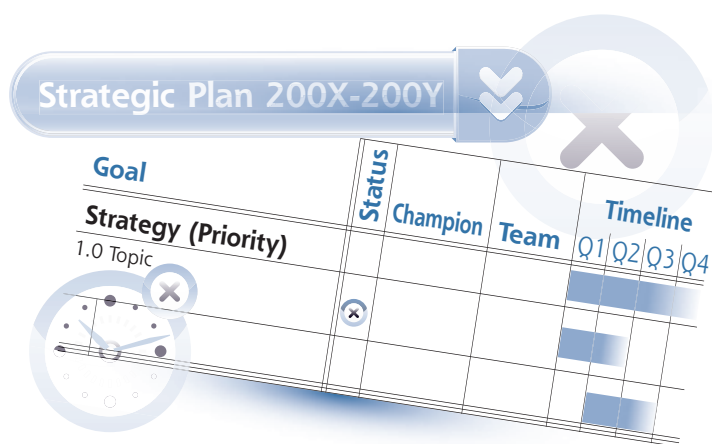 Strategic Plan 200X-200Y
Goal
Status
Champion
Team
Timeline
Q1 Q2 Q3 Q4
Strategy (Priority)
1.0 Topic